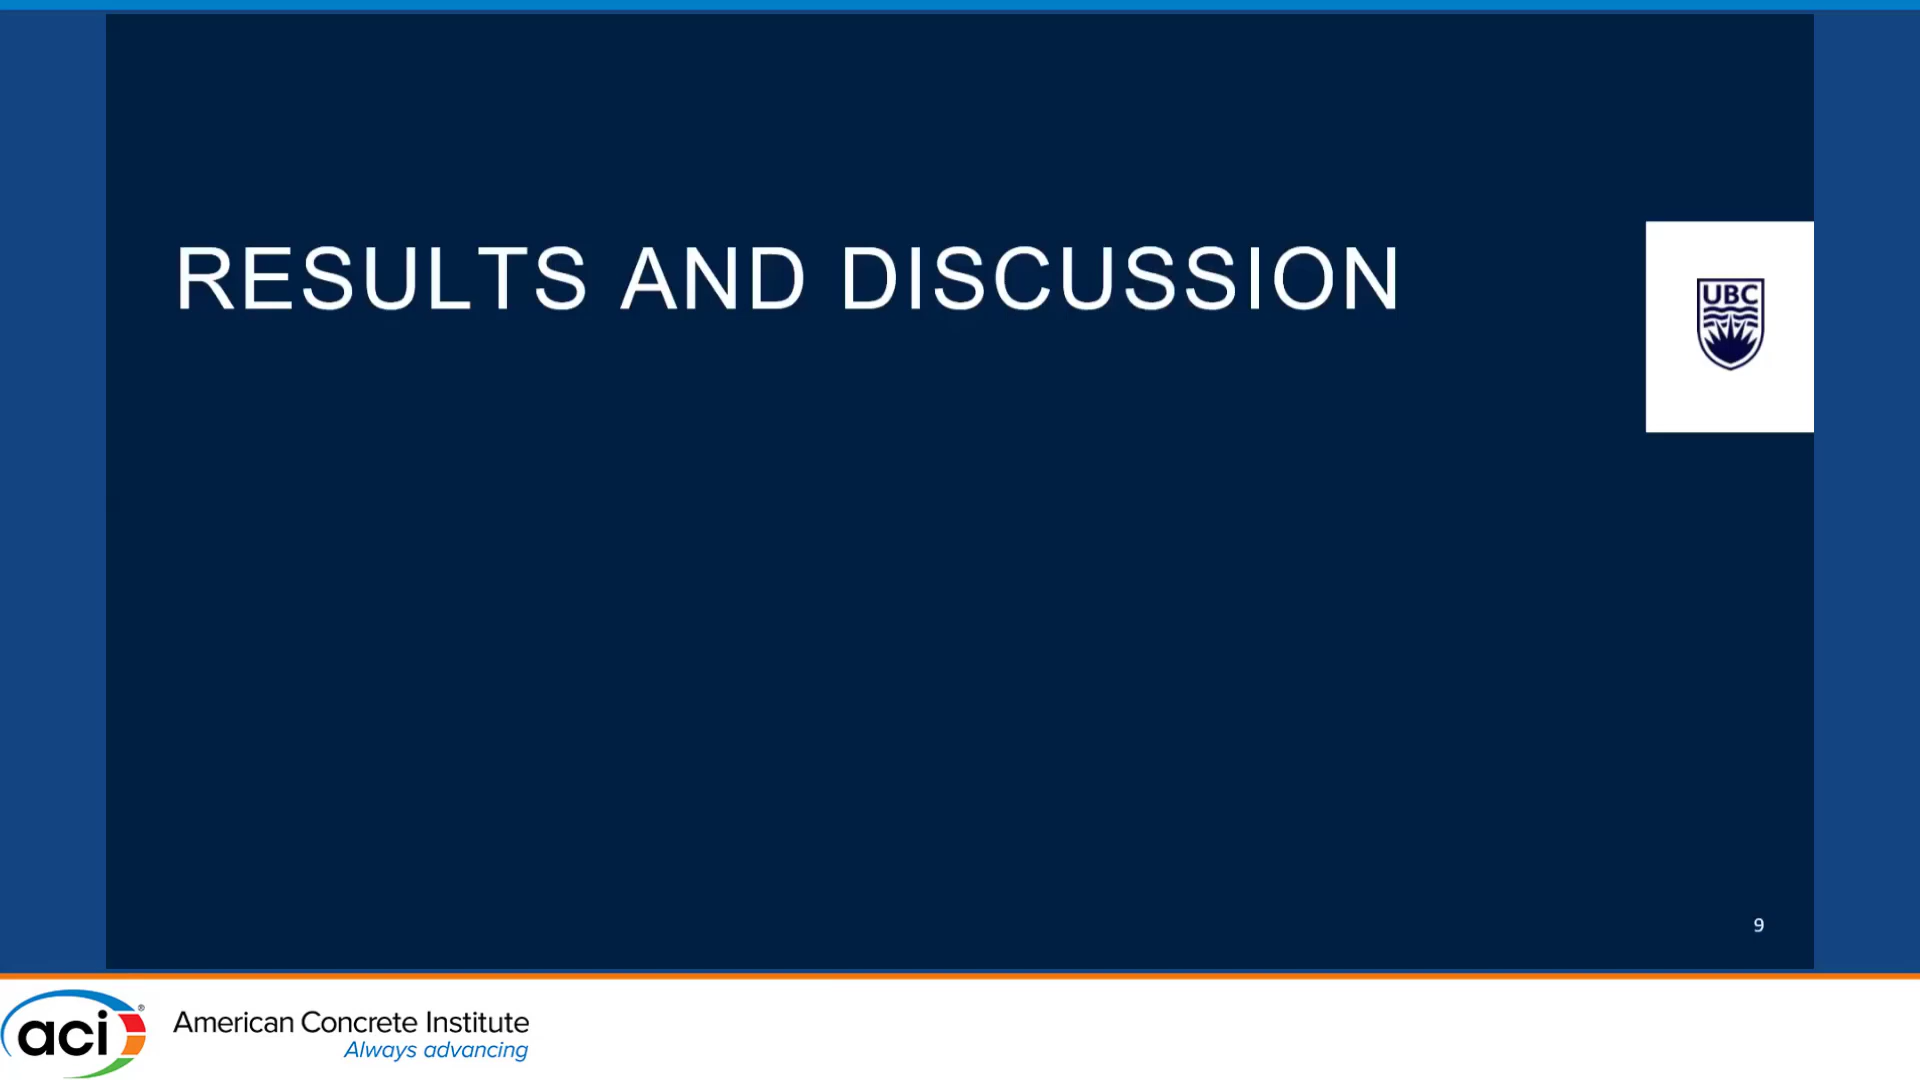 RESULTS AND DISCUSSION
UBC
9
aci®
American Concrete Institute
Always advancing